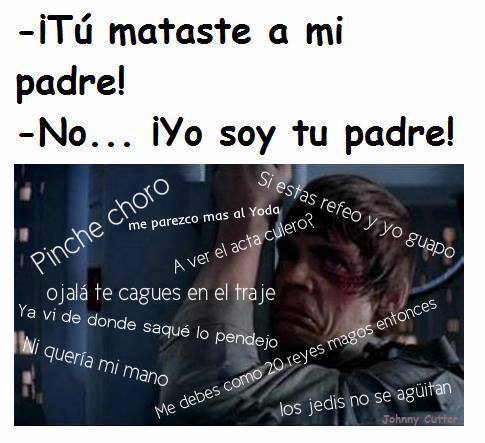 -¡Tú mataste a mi
padre!
-No... ¡Yo soy tu padre!
Pinche choro
me parezco mas al Yoda
Si estas refeo y yo guapo
A ver el acta culero?
ojalá te cagues en el traje
Ya vi de donde saqué lo pendejo
Ni quería mi mano
Me debes como 20 reyes magos entonces
los jedis no se agüitan
Johnny Cutter